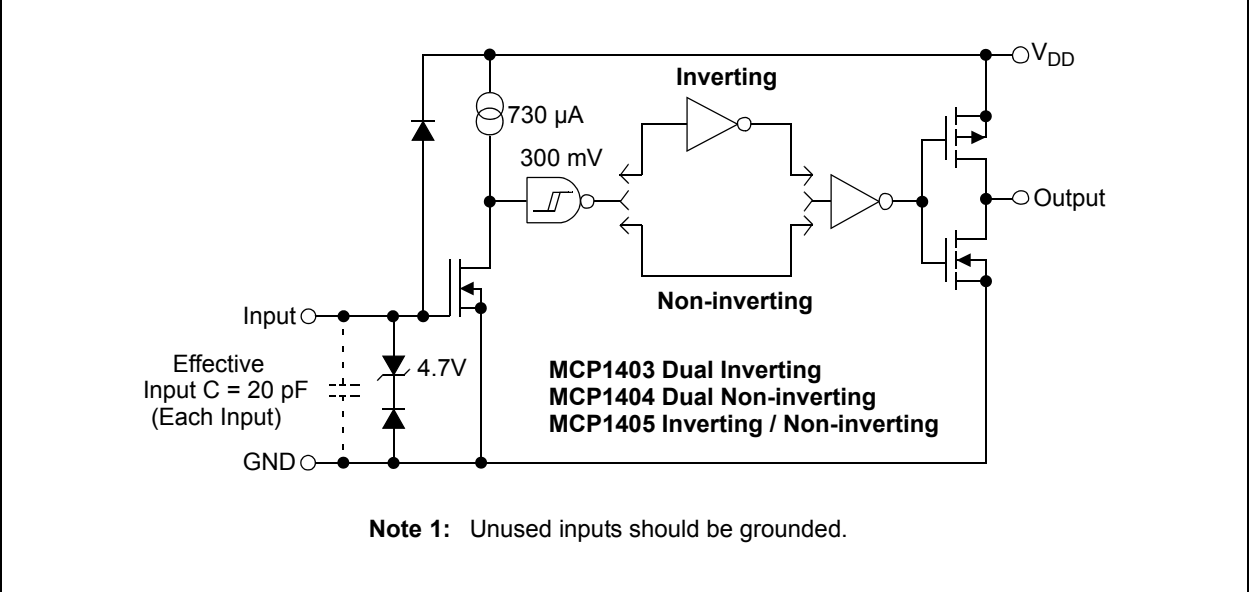 V_DD
Inverting
730 µA
300 mV
Output
Non-inverting
Input
Effective
Input C = 20 pF
(Each Input)
4.7V
MCP1403 Dual Inverting
MCP1404 Dual Non-inverting
MCP1405 Inverting / Non-inverting
GND
Note 1: Unused inputs should be grounded.